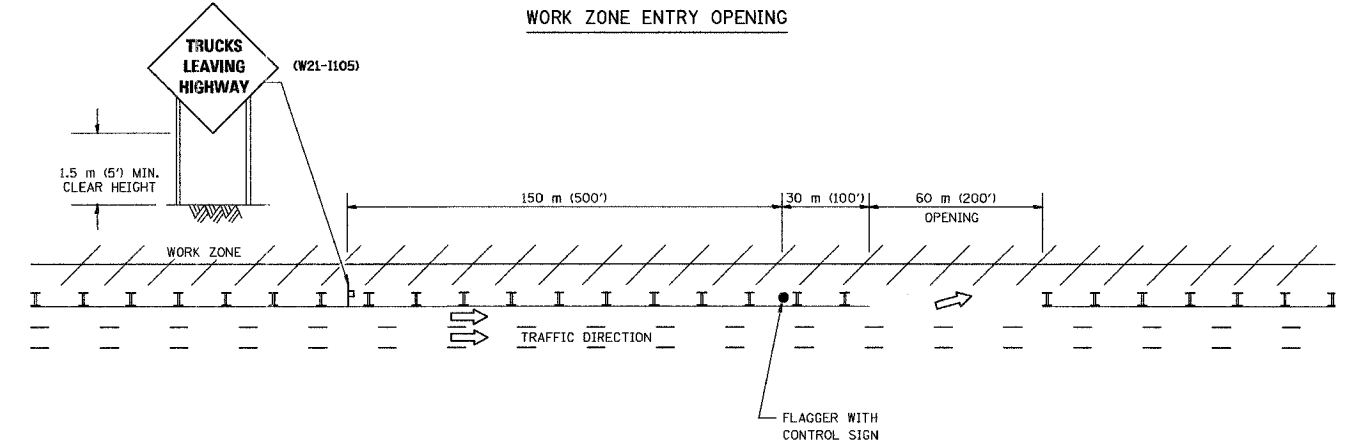 WORK ZONE ENTRY OPENING
TRUCKS
LEAVING
HIGHWAY
(W21-I105)
1.5 m (5') MIN.
CLEAR HEIGHT
150 m (500')
30 m (100')
60 m (200')
OPENING
WORK ZONE
TRAFFIC DIRECTION
FLAGGER WITH
CONTROL SIGN